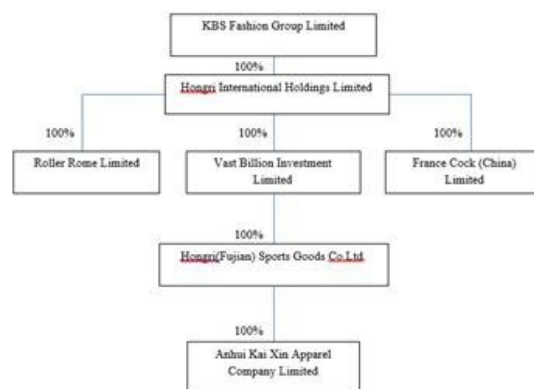 KBS Fashion Group Limited
100%
Hongri International Holdings Limited
100%
100%
100%
Roller Rome Limited
Vast Billion Investment
Limited
France Cock (China)
Limited
100%
Hongri(Fujian) Sports Goods Co.Ltd.
100%
Anhui Kai Xin Apparel
Company Limited